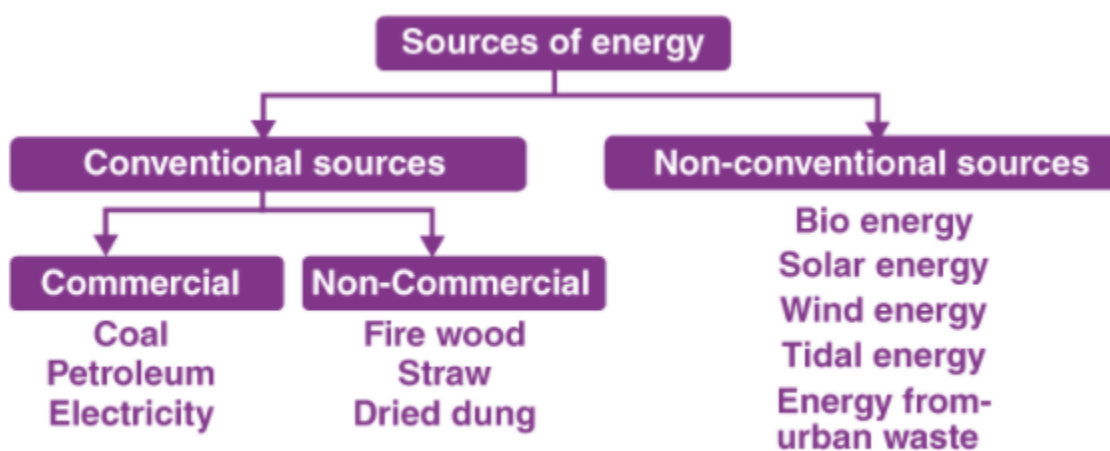 Sources of energy
Conventional sources
Non-conventional sources
Commercial
Coal
Petroleum
Electricity
Non-Commercial
Fire wood
Straw
Dried dung
Bio energy
Solar energy
Wind energy
Tidal energy
Energy from-
urban waste